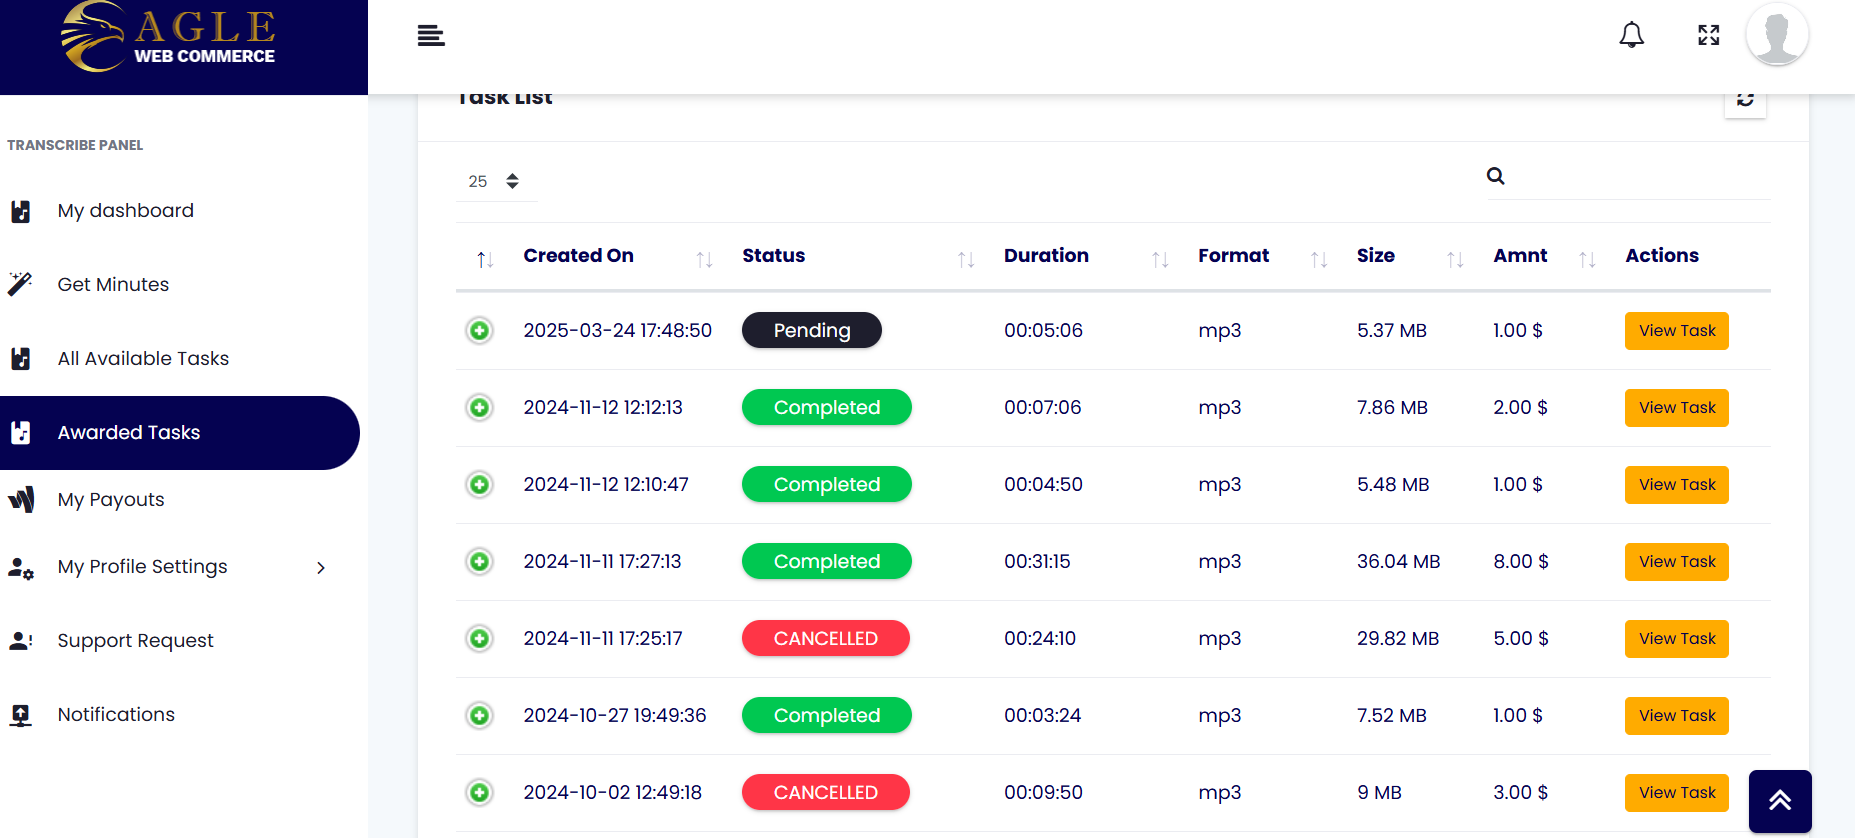 EAGLE
WEB COMMERCE
Task List
TRANSCRIBE PANEL
My dashboard
Get Minutes
All Available Tasks
Awarded Tasks
My Payouts
My Profile Settings
Support Request
Notifications
25
Created On Status Duration Format Size Amnt Actions
2025-03-24 17:48:50 Pending 00:05:06 mp3 5.37 MB 1.00 $ View Task
2024-11-12 12:12:13 Completed 00:07:06 mp3 7.86 MB 2.00 $ View Task
2024-11-12 12:10:47 Completed 00:04:50 mp3 5.48 MB 1.00 $ View Task
2024-11-11 17:27:13 Completed 00:31:15 mp3 36.04 MB 8.00 $ View Task
2024-11-11 17:25:17 CANCELLED 00:24:10 mp3 29.82 MB 5.00 $ View Task
2024-10-27 19:49:36 Completed 00:03:24 mp3 7.52 MB 1.00 $ View Task
2024-10-02 12:49:18 CANCELLED 00:09:50 mp3 9 MB 3.00 $ View Task